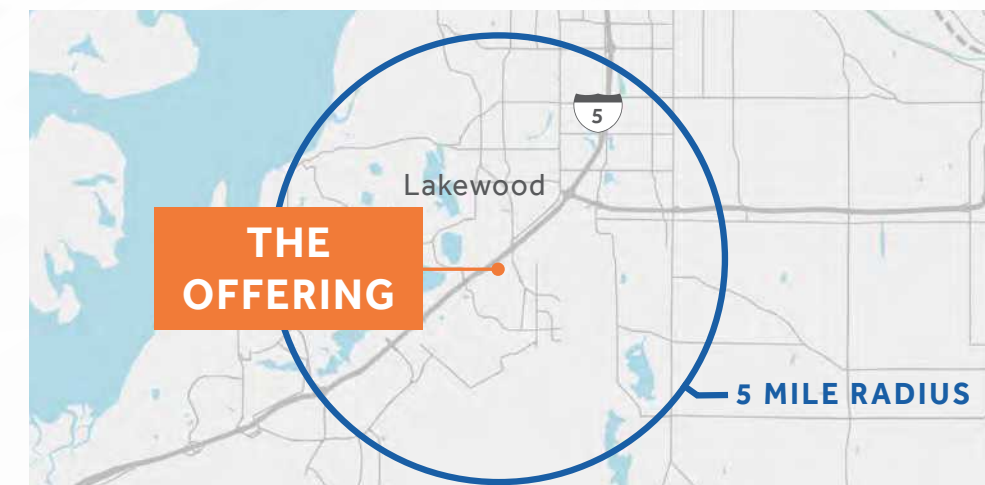 5
Lakewood
THE
OFFERING
5 MILE RADIUS